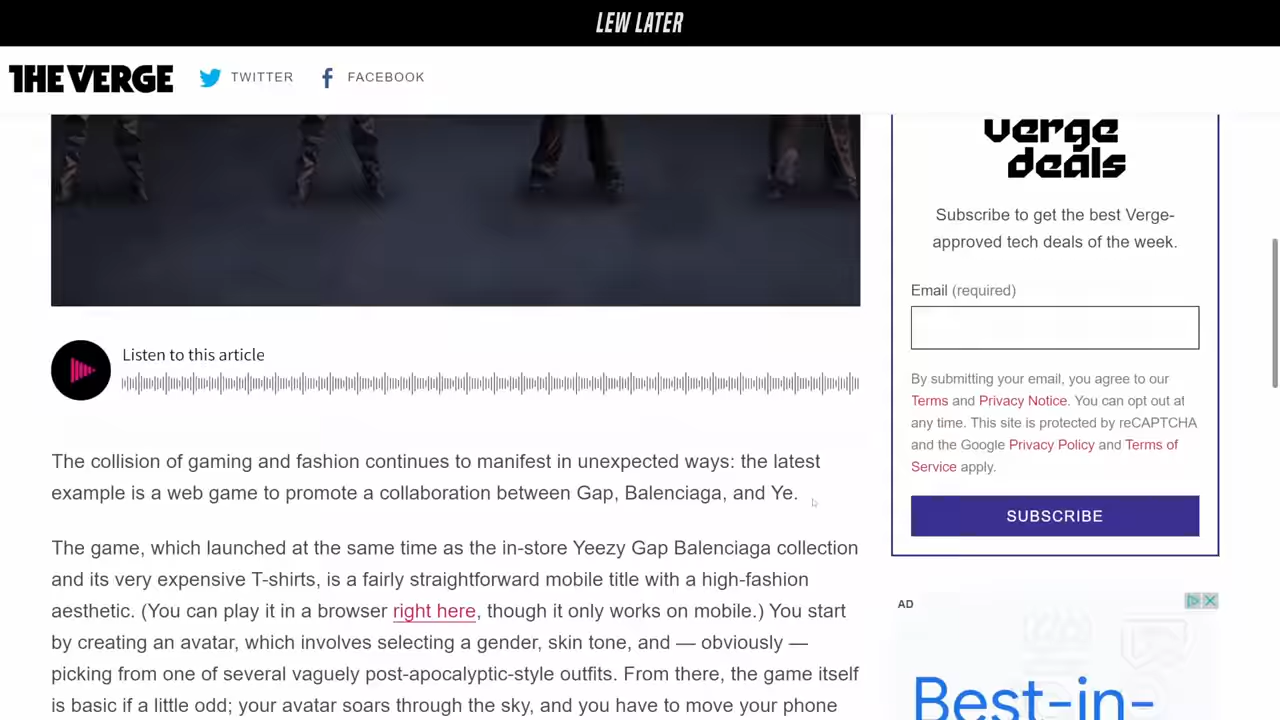 LEW LATER
THE VERGE
TWITTER
FACEBOOK
verge
deals
Subscribe to get the best Verge-
approved tech deals of the week.
Email (required)
By submitting your email, you agree to our
Terms and Privacy Notice. You can opt out at
any time. This site is protected by reCAPTCHA
and the Google Privacy Policy and Terms of
Service apply.
SUBSCRIBE
AD
Best-in-
Listen to this article
The collision of gaming and fashion continues to manifest in unexpected ways: the latest
example is a web game to promote a collaboration between Gap, Balenciaga, and Ye.
The game, which launched at the same time as the in-store Yeezy Gap Balenciaga collection
and its very expensive T-shirts, is a fairly straightforward mobile title with a high-fashion
aesthetic. (You can play it in a browser right here, though it only works on mobile.) You start
by creating an avatar, which involves selecting a gender, skin tone, and — obviously —
picking from one of several vaguely post-apocalyptic-style outfits. From there, the game itself
is basic if a little odd; your avatar soars through the sky, and you have to move your phone